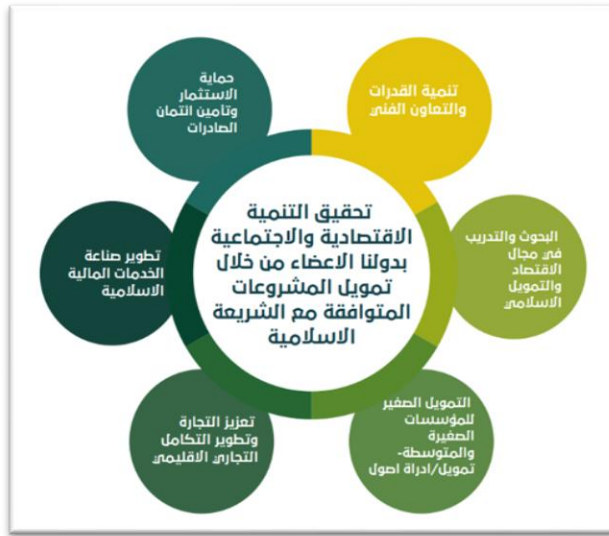 تنمية القدرات
والتعاون الفني
البحوث والتدريب
في مجال
الاقتصاد
والتمويل
الاسلامي
التمويل الصغير
للمؤسسات
الصغيرة
والمتوسطة-
تمويل/ادراة اصول
تعزيز التجارة
وتطوير التكامل
التجاري الاقليمي
تطوير صناعة
الخدمات المالية
الاسلامية
حماية
الاستثمار
وتامين ائتمان
الصادرات
تحقيق التنمية
الاقتصادية والاجتماعية
بدولنا الاعضاء من خلال
تمويل المشروعات
المتوافقة مع الشريعة
الاسلامية